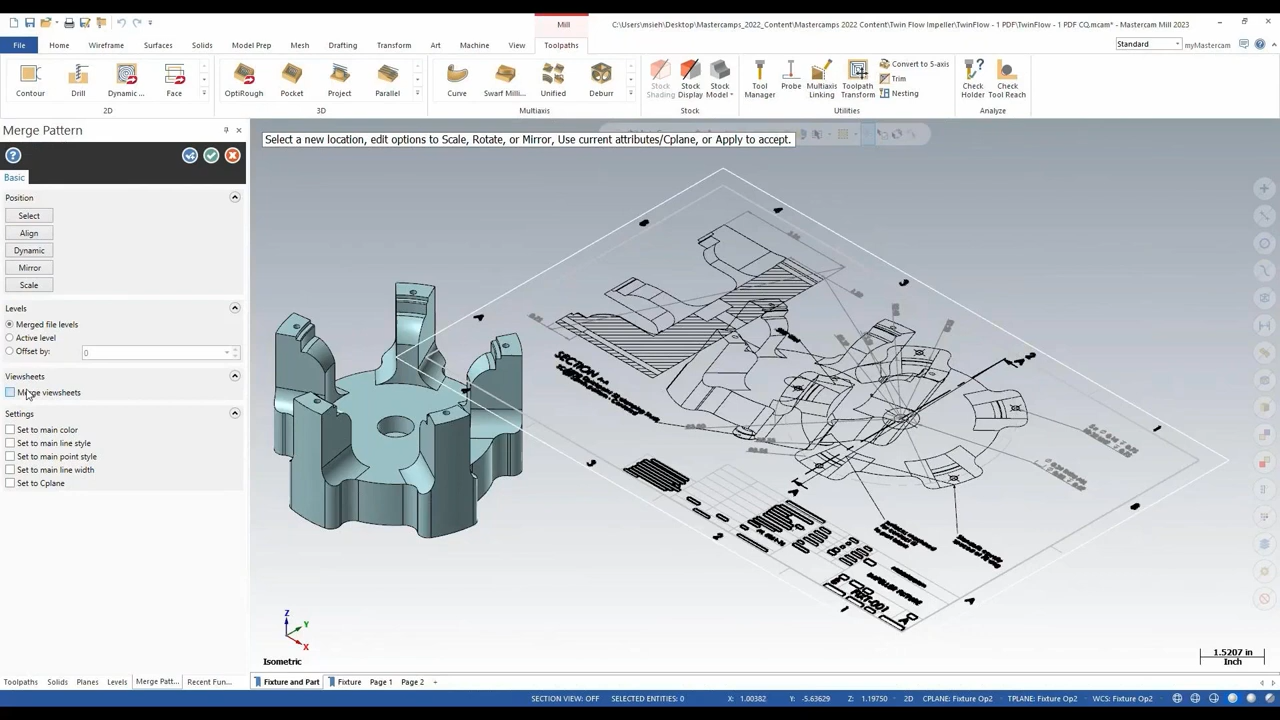 Mill
C:\Users\msieh\Desktop\Mastercamps_2022_Content\Mastercamps 2022 Content\Twin Flow Impeller\TwinFlow - 1 PDF\TwinFlow - 1 PDF CQ.mcam* - Mastercam Mill 2023
File Home Wireframe Surfaces Solids Model Prep Mesh Drafting Transform Art Machine View Toolpaths
Standard
myMastercam
Contour Drill Dynamic ... Face
2D
OptiRough Pocket Project Parallel
3D
Curve Swarf Milli... Unified Deburr
Multiaxis
Stock Shading
Stock Display
Stock Model
Stock
Tool Manager
Probe
Multiaxis Linking
Toolpath Transform
Convert to 5-axis
Trim
Nesting
Utilities
Check Holder
Check Tool Reach
Analyze
Merge Pattern
Select a new location, edit options to Scale, Rotate, or Mirror, Use current attributes/Cplane, or Apply to accept.
Basic
Position
Select
Align
Dynamic
Mirror
Scale
Levels
Merged file levels
Active level
Offset by: 0
Viewsheets
Merge viewsheets
Settings
Set to main color
Set to main line style
Set to main point style
Set to main line width
Set to Cplane
SECTION A-A
A
A
4
3
3
2
1
1
A
A
Z
Y
X
Isometric
1.5207 in
Inch
Toolpaths Solids Planes Levels Merge Patt... Recent Fun...
Fixture and Part Fixture Page 1 Page 2 +
SECTION VIEW: OFF SELECTED ENTITIES: 0 X: 1.00382 Y: -5.63629 Z: 1.19750 2D CPLANE: Fixture Op2 TPLANE: Fixture Op2 WCS: Fixture Op2